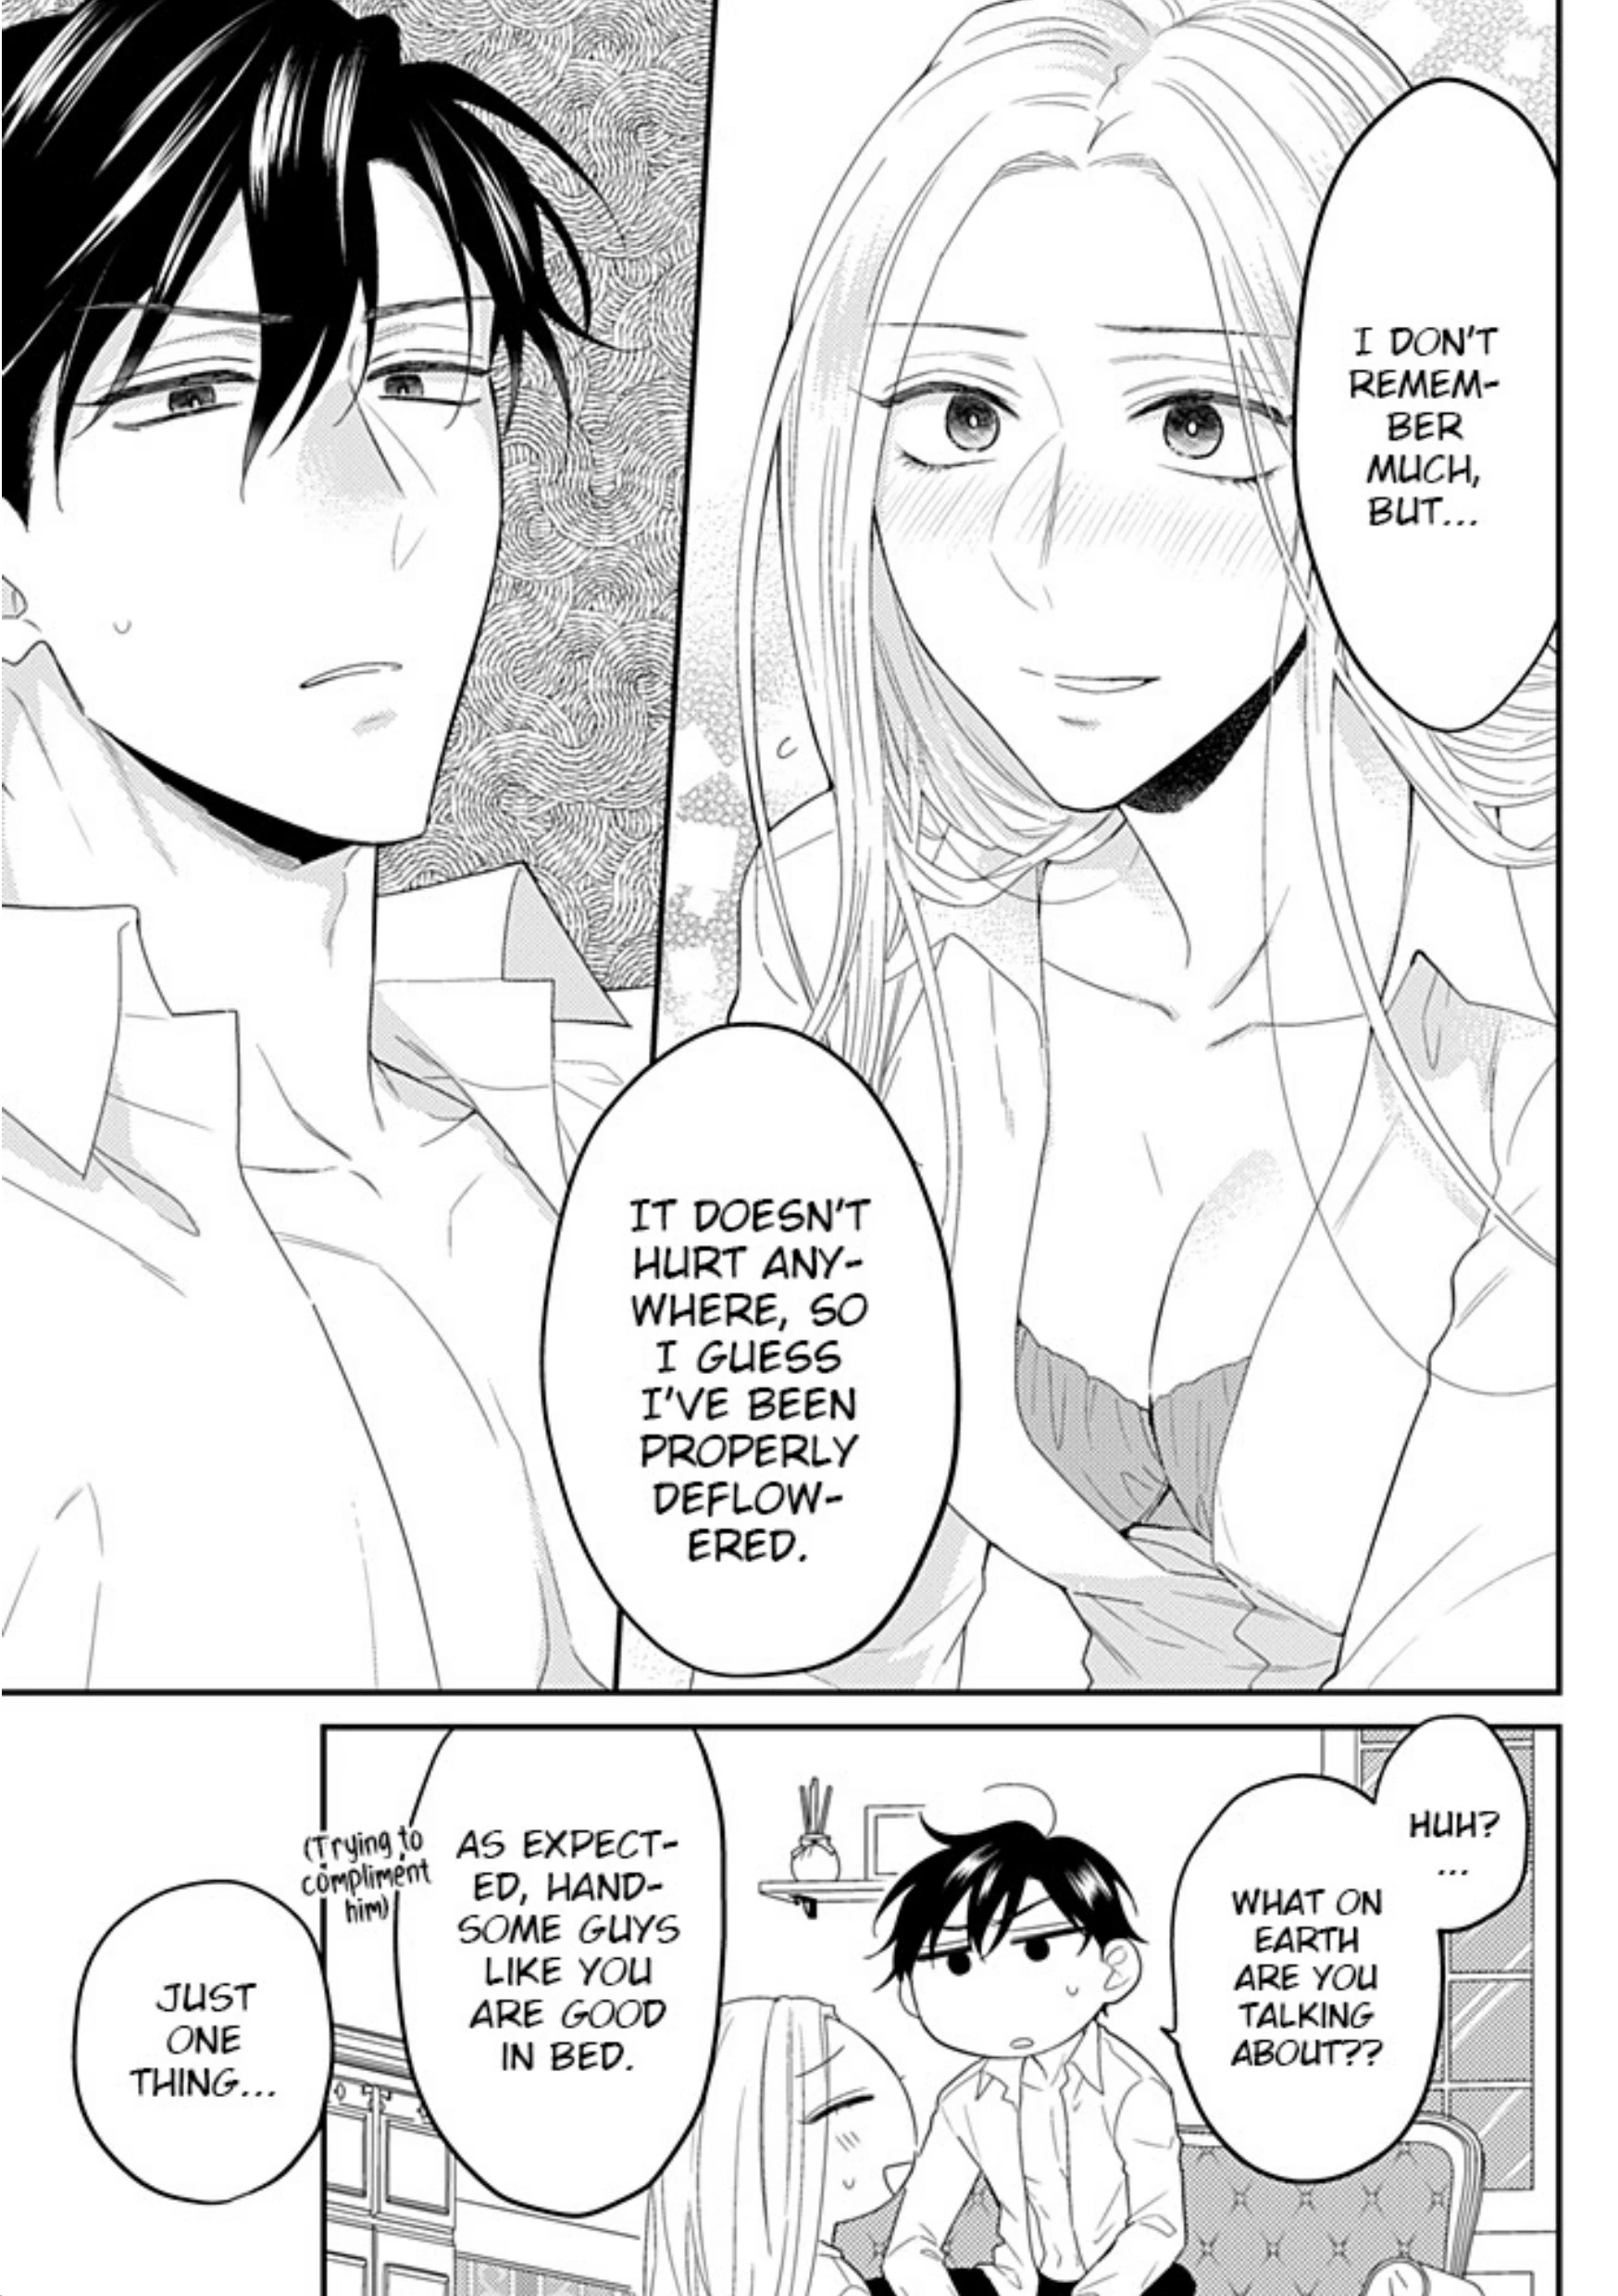 I DON'T
REMEM-
BER
MUCH,
BUT...
IT DOESN'T
HURT ANY-
WHERE, SO
I GUESS
I'VE BEEN
PROPERLY
DEFLOW-
ERED.
HUH?
...
WHAT ON
EARTH
ARE YOU
TALKING
ABOUT??
AS EXPECT-
ED, HAND-
SOME GUYS
LIKE YOU
ARE GOOD
IN BED.
(Trying to
compliment
him)
JUST
ONE
THING...